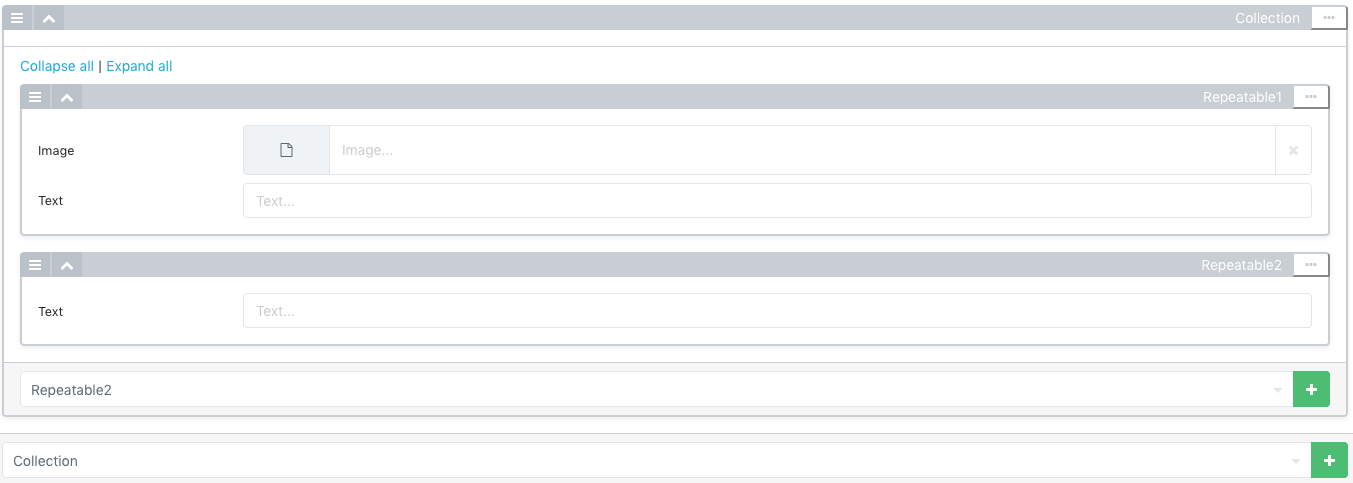 Collection
Collapse all | Expand all
Repeatable1
Image Image...
Text Text...
Repeatable2
Text Text...
Repeatable2
Collection